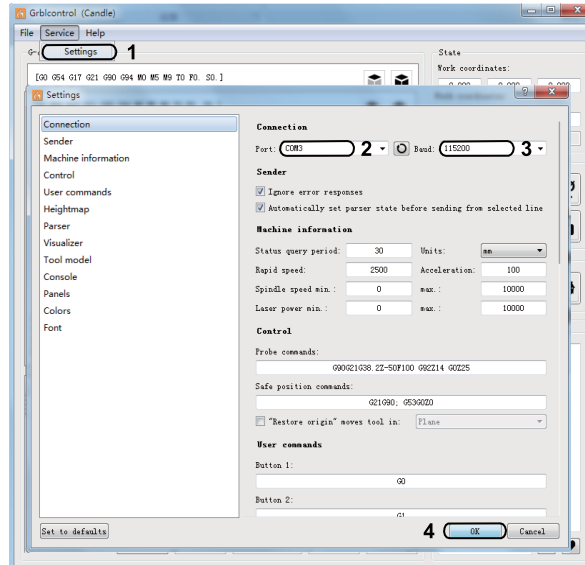 Grblcontrol (Candle)
File Service Help
Settings 1
State
Work coordinates:
[G0 G54 G17 G21 G90 G94 M0 M5 M9 T0 F0. S0.]
Settings
Connection
Sender
Machine information
Control
User commands
Heightmap
Parser
Visualizer
Tool model
Console
Panels
Colors
Font
Connection
Port: COM3 2 Baud: 115200 3
Sender
Ignore error responses
Automatically set parser state before sending from selected line
Machine information
Status query period: 30 Units: mm
Rapid speed: 2500 Acceleration: 100
Spindle speed min.: 0 max.: 10000
Laser power min.: 0 max.: 10000
Control
Probe commands:
G90G21G38.2Z-50F100 G92Z14 G0Z25
Safe position commands:
G21G90; G53G0Z0
"Restore origin" moves tool in: Plane
User commands
Button 1:
G0
Button 2:
G1
Set to defaults 4 OK Cancel